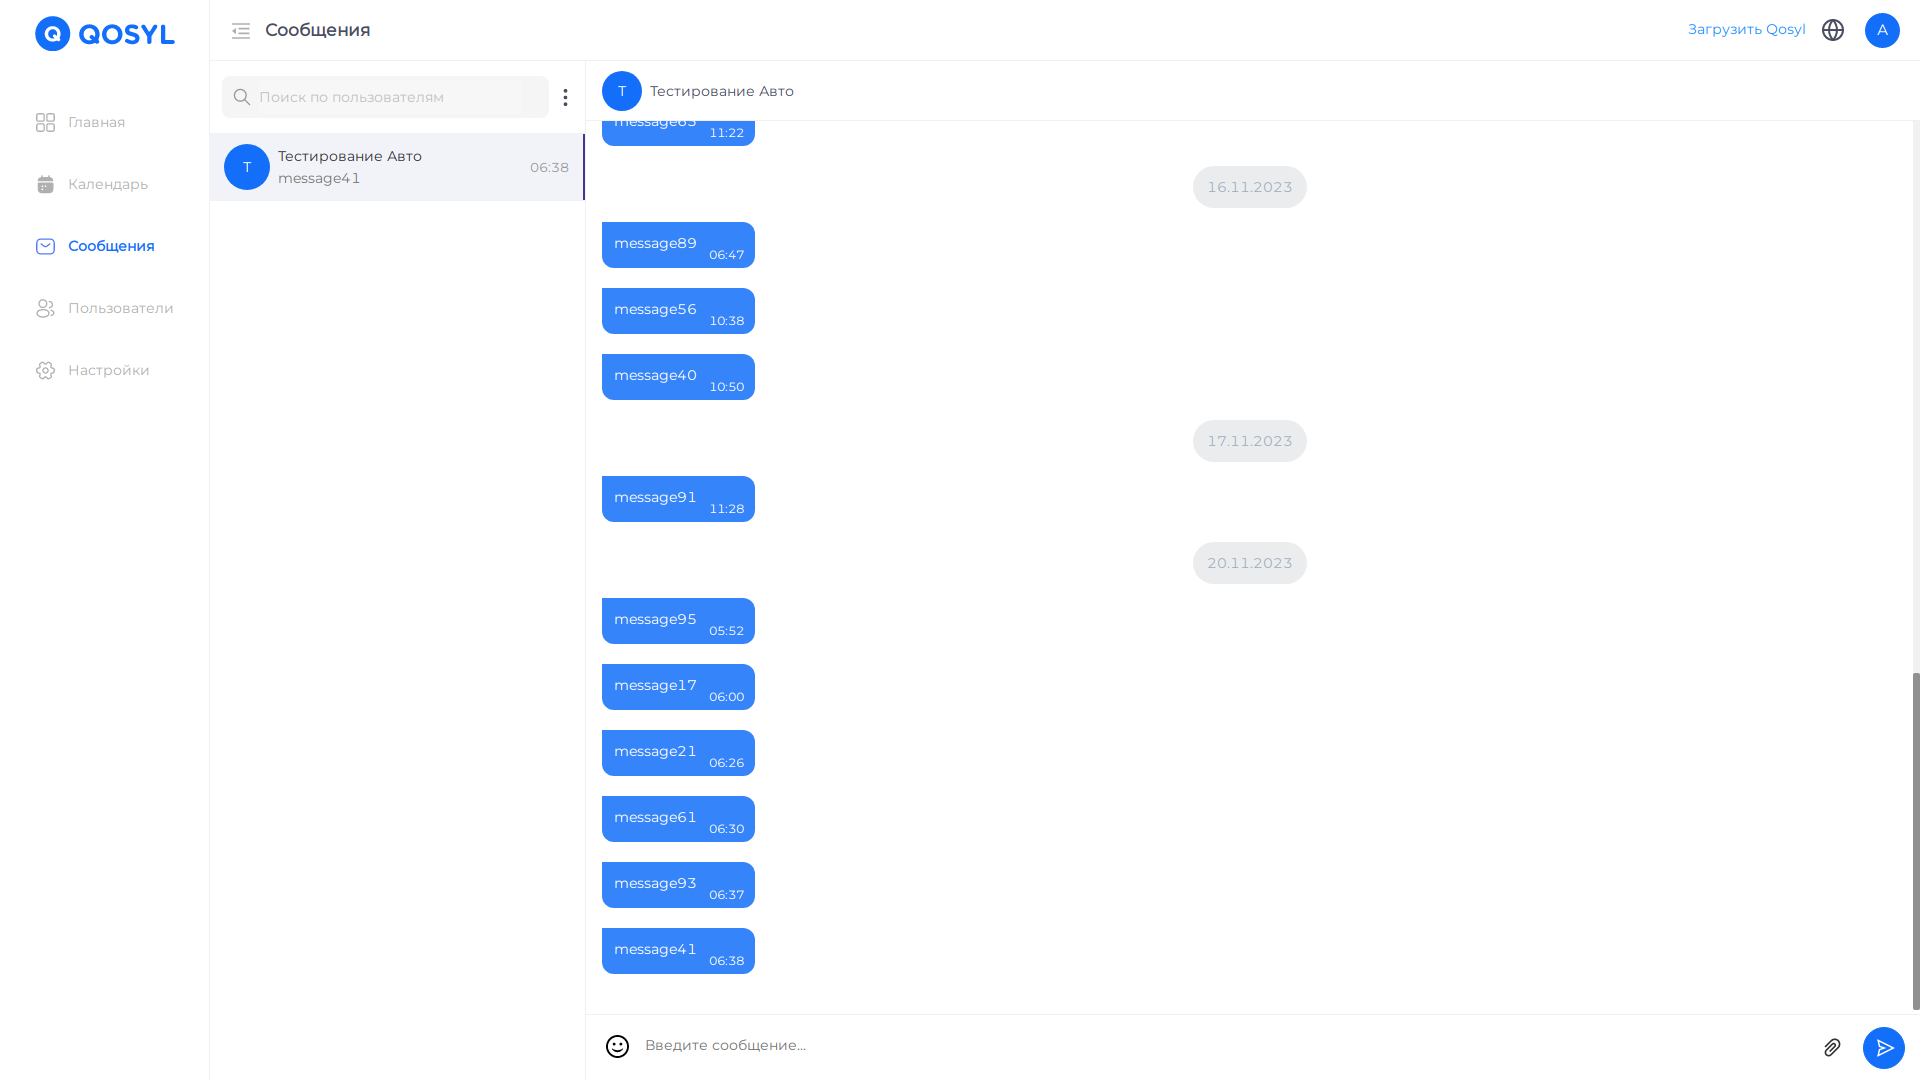 QOSYL
Главная
Календарь
Сообщения
Пользователи
Настройки
Сообщения
Загрузить Qosyl
A
Поиск по пользователям
T
Тестирование Авто
06:38
message41
T
Тестирование Авто
11:22
16.11.2023
message89
06:47
message56
10:38
message40
10:50
17.11.2023
message91
11:28
20.11.2023
message95
05:52
message17
06:00
message21
06:26
message61
06:30
message93
06:37
message41
06:38
Введите сообщение...